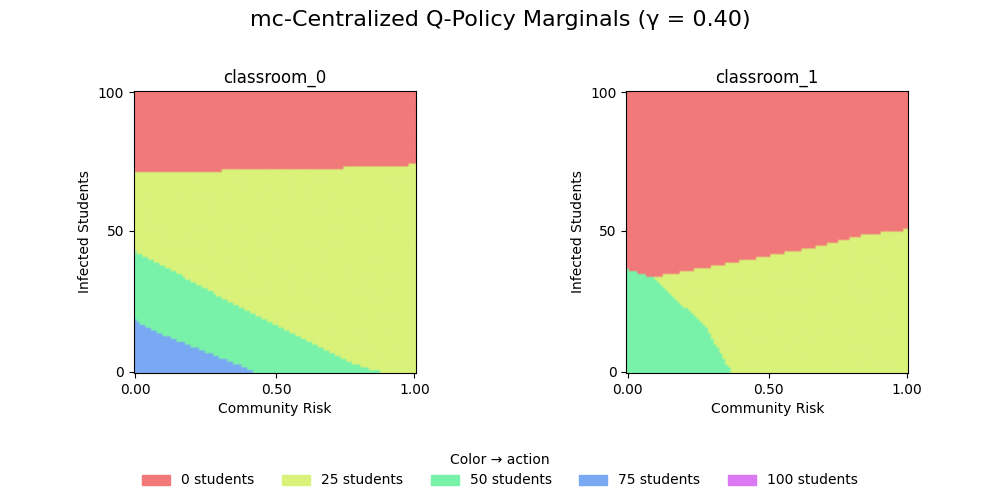 mc-Centralized Q-Policy Marginals (γ = 0.40)
classroom_0
classroom_1
100
50
0
Infected Students
0.00 0.50 1.00
Community Risk
100
50
0
Infected Students
0.00 0.50 1.00
Community Risk
Color → action
0 students 25 students 50 students 75 students 100 students